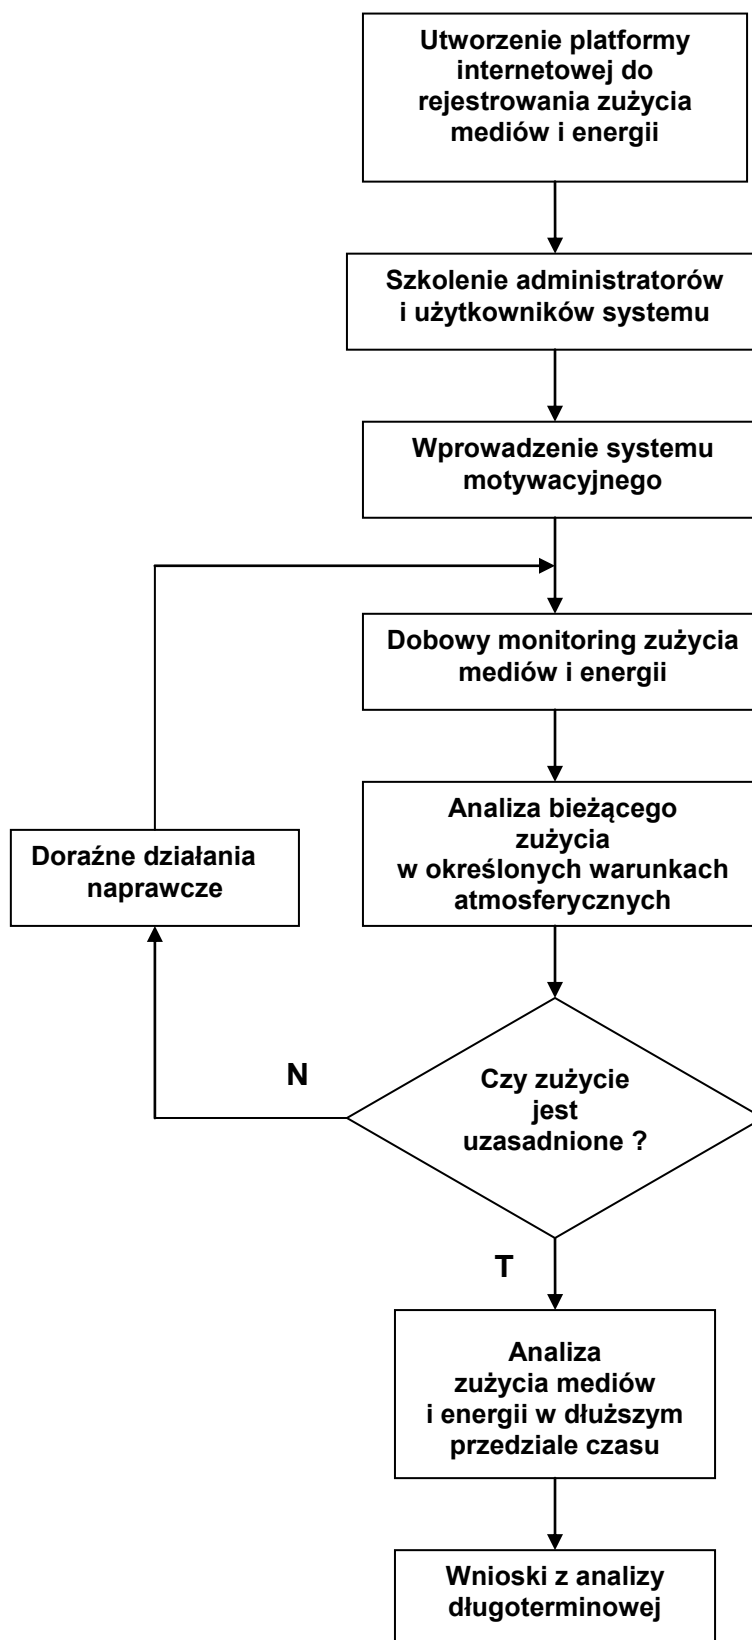 Utworzenie platformy
internetowej do
rejestrowania zużycia
mediów i energii
Szkolenie administratorów
i użytkowników systemu
Wprowadzenie systemu
motywacyjnego
Dobowy monitoring zużycia
mediów i energii
Analiza bieżącego
zużycia
w określonych warunkach
atmosferycznych
Doraźne działania
naprawcze
N
Czy zużycie
jest
uzasadnione ?
T
Analiza
zużycia mediów
i energii w dłuższym
przedziale czasu
Wnioski z analizy
długoterminowej